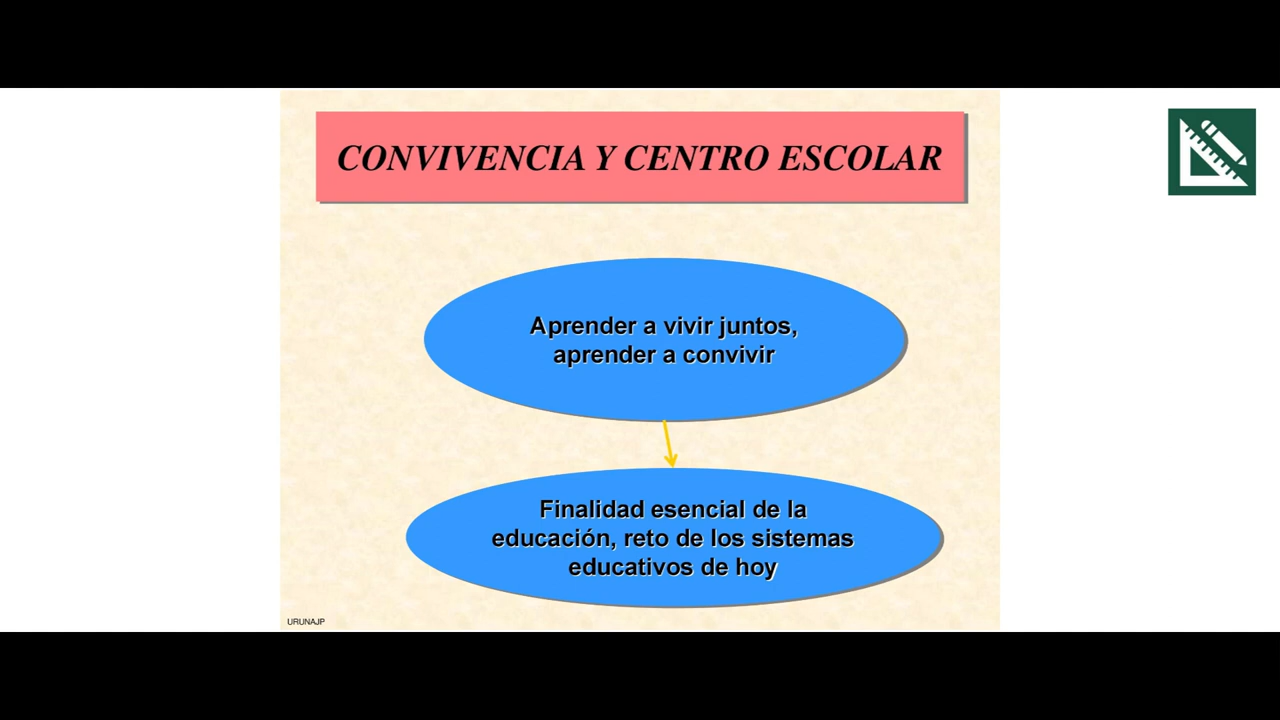 CONVIVENCIA Y CENTRO ESCOLAR
Aprender a vivir juntos,
aprender a convivir
Finalidad esencial de la
educación, reto de los sistemas
educativos de hoy
URUNAJP